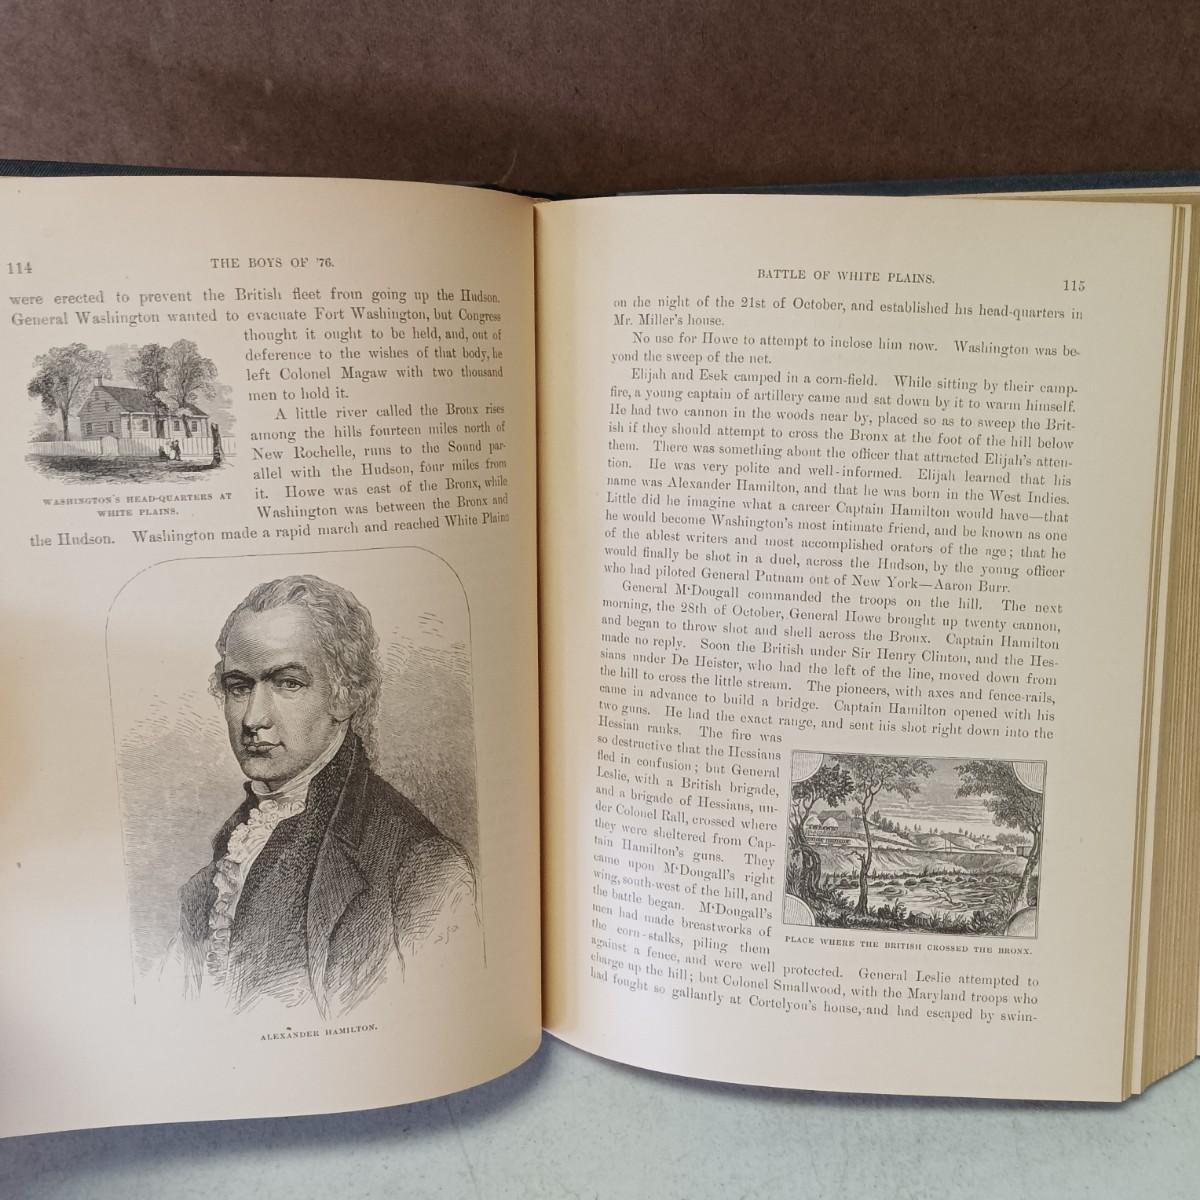 114
THE BOYS OF '76.
were erected to prevent the British fleet from going up the Hudson.
General Washington wanted to evacuate Fort Washington, but Congress
thought it ought to be held, and, out of
deference to the wishes of that body, he
left Colonel Magaw with two thousand
men to hold it.
A little river called the Bronx rises
among the hills fourteen miles north of
New Rochelle, runs to the Sound par-
allel with the Hudson, four miles from
it. Howe was east of the Bronx, while
Washington was between the Bronx and
WASHINGTON'S HEAD-QUARTERS AT
WHITE PLAINS.
the Hudson. Washington made a rapid march and reached White Plains
ALEXANDER HAMILTON.
BATTLE OF WHITE PLAINS.
115
on the night of the 21st of October, and established his head-quarters in
Mr. Miller's house.
No use for Howe to attempt to inclose him now. Washington was be-
yond the sweep of the net.
Elijah and Esek camped in a corn-field. While sitting by their camp-
fire, a young captain of artillery came and sat down by it to warm himself.
He had two cannon in the woods near by, placed so as to sweep the Brit-
ish if they should attempt to cross the Bronx at the foot of the hill below
them. There was something about the officer that attracted Elijah's atten-
tion. He was very polite and well-informed. Elijah learned that his
name was Alexander Hamilton, and that he was born in the West Indies.
Little did he imagine what a career Captain Hamilton would have—that
he would become Washington's most intimate friend, and be known as one
of the ablest writers and most accomplished orators of the age; that he
would finally be shot in a duel, across the Hudson, by the young officer
who had piloted General Putnam out of New York—Aaron Burr.
General M'Dougall commanded the troops on the hill. The next
morning, the 28th of October, General Howe brought up twenty cannon,
and began to throw shot and shell across the Bronx. Captain Hamilton
made no reply. Soon the British under Sir Henry Clinton, and the Hes-
sians under De Heister, who had the left of the line, moved down from
the hill to cross the little stream. The pioneers, with axes and fence-rails,
came in advance to build a bridge. Captain Hamilton opened with his
two guns. He had the exact range, and sent his shot right down into the
Hessian ranks. The fire was
so destructive that the Hessians
fled in confusion; but General
Leslie, with a British brigade,
and a brigade of Hessians, un-
der Colonel Rall, crossed where
they were sheltered from Cap-
tain Hamilton's guns. They
came upon M'Dougall's right
wing, south-west of the hill, and
the battle began. M'Dougall's
men had made breastworks of
the corn-stalks, piling them
PLACE WHERE THE BRITISH CROSSED THE BRONX.
against a fence, and were well protected. General Leslie attempted to
charge up the hill; but Colonel Smallwood, with the Maryland troops who
had fought so gallantly at Cortelyou's house, and had escaped by swim-